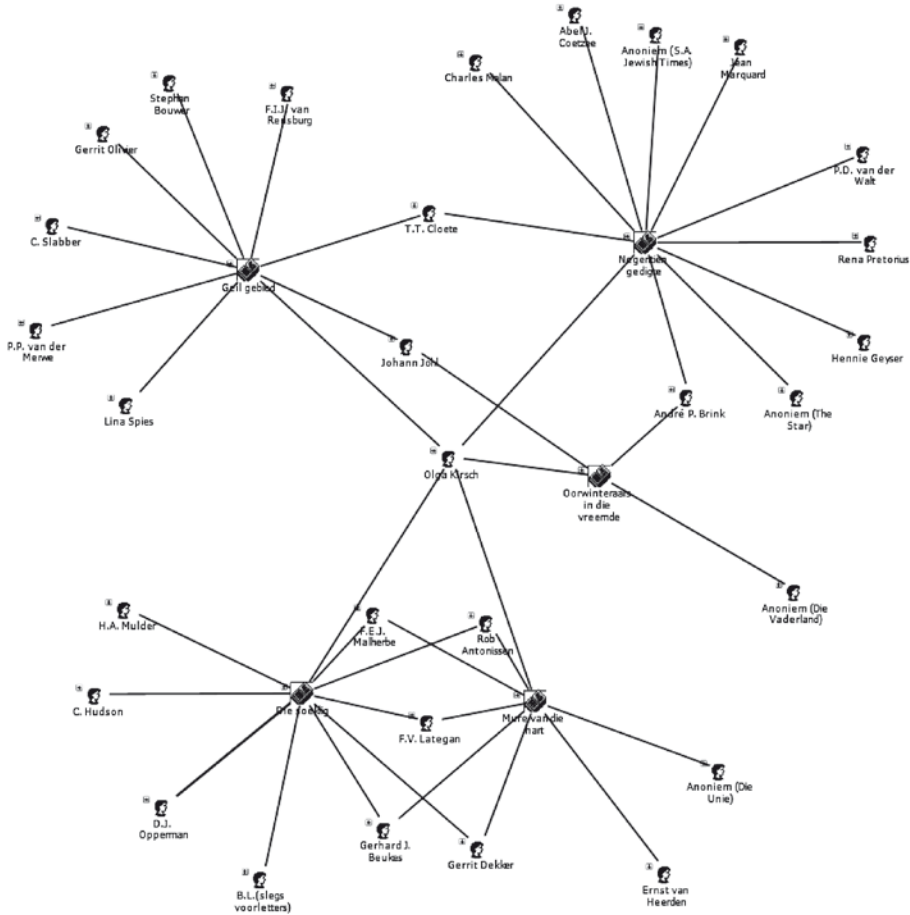 Abel J.
Coetzee
Anoniem (S.A.
Jewish Times)
Jean
Marquard
Charles Malan
Stephan
Bouwer
F.I.J. van
Rensburg
Gerrit Olivier
P.D. van der
Walt
C. Slabber
T.T. Cloete
Negentien
gedigte
Rena Pretorius
Geil gebied
P.P. van der
Merwe
Johann Johl
Hennie Geyser
Lina Spies
André P. Brink
Anoniem (The
Star)
Olga Kirsch
Oorwinteraars
in die
vreemde
Anoniem (Die
Vaderland)
H.A. Mulder
F.E.J.
Malherbe
Rob
Antonissen
C. Hudson
Die soeklig
Mure van die
hart
F.V. Lategan
Anoniem (Die
Unie)
D.J.
Opperman
Gerhard J.
Beukes
Gerrit Dekker
B.L.(slegs
voorletters)
Ernst van
Heerden